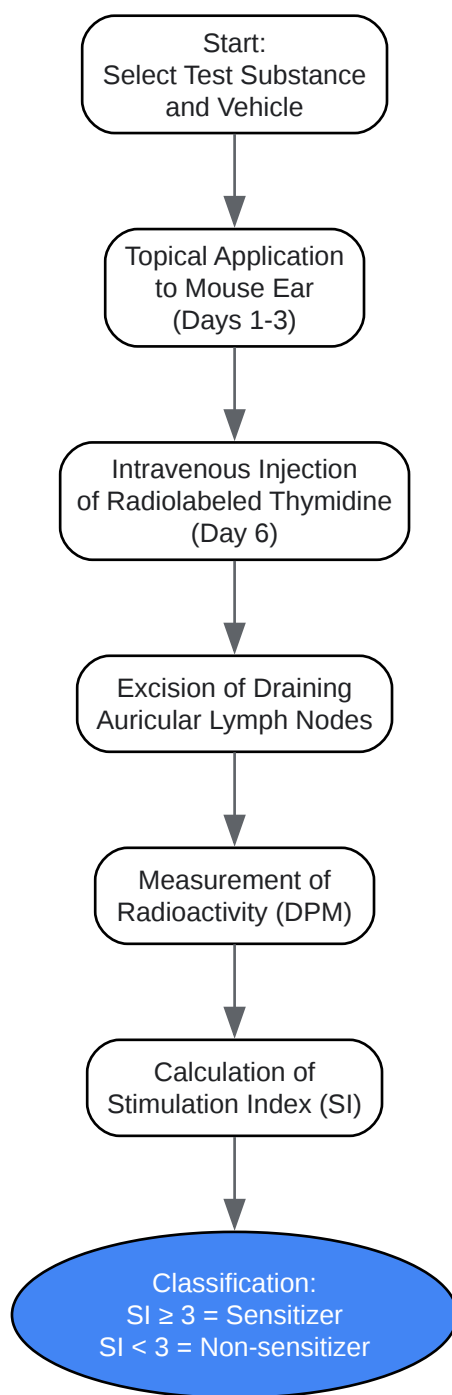 Start:
Select Test Substance
and Vehicle
Topical Application
to Mouse Ear
(Days 1-3)
Intravenous Injection
of Radiolabeled Thymidine
(Day 6)
Excision of Draining
Auricular Lymph Nodes
Measurement of
Radioactivity (DPM)
Calculation of
Stimulation Index (SI)
Classification:
SI ≥ 3 = Sensitizer
SI < 3 = Non-sensitizer